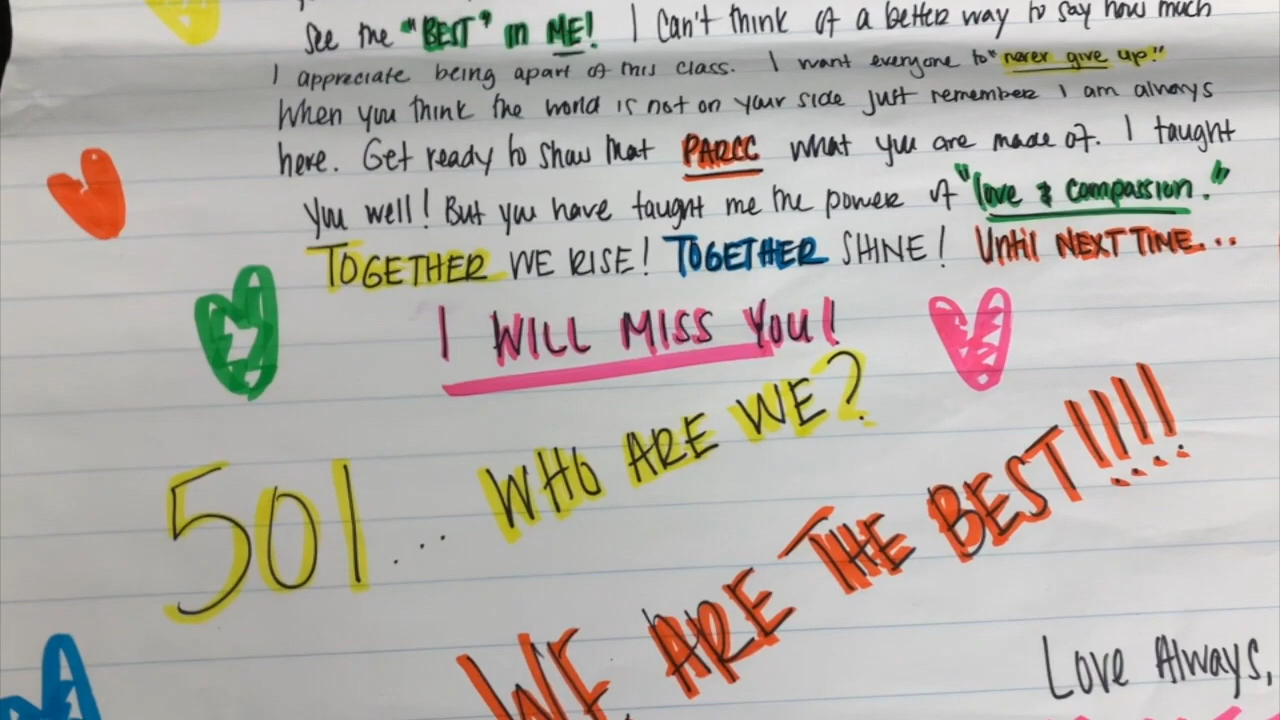 See the "BEST" in ME! I can't think of a better way to say how much
I appreciate being apart of this class. I want everyone to "never give up!"
When you think the world is not on your side just remember I am always
here. Get ready to show that PARCC what you are made of. I taught
you well! But you have taught me the power of "love & compassion."
TOGETHER WE RISE! TOGETHER SHINE! Until NEXT TIME...
I WILL MISS YOU!
501... WHO ARE WE?
WE ARE THE BEST!!!!
Love Always,